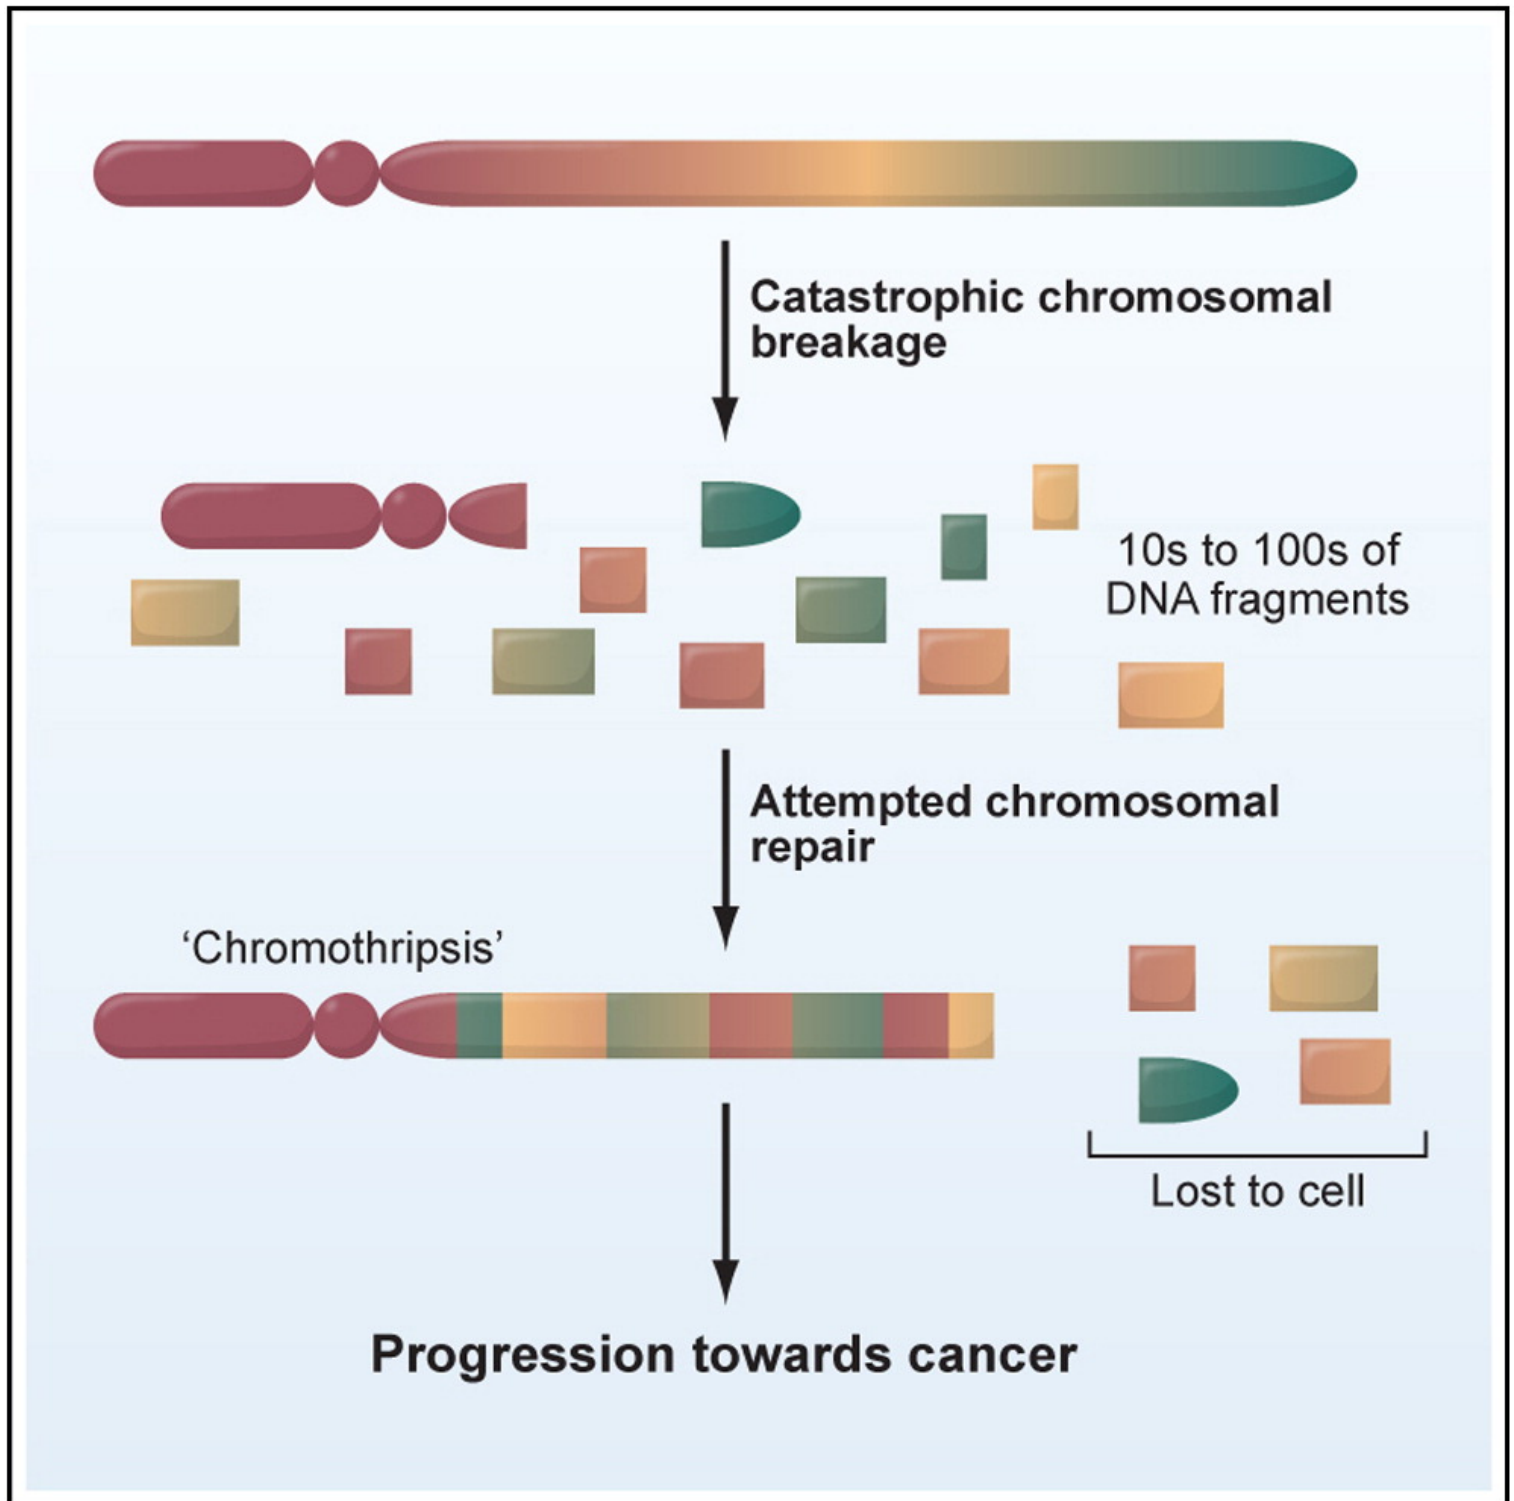 Catastrophic chromosomal
breakage
10s to 100s of
DNA fragments
Attempted chromosomal
repair
‘Chromothripsis’
Lost to cell
Progression towards cancer